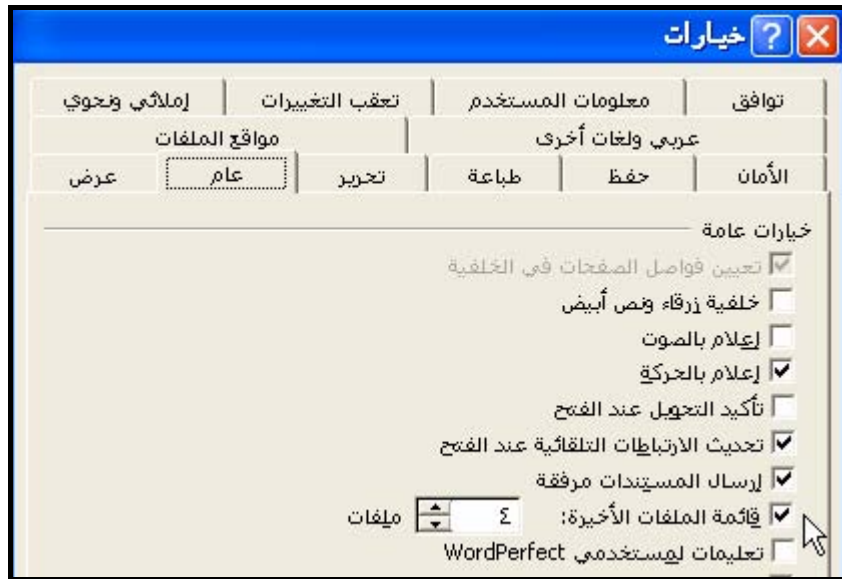 خيارات
توافق معلومات المستخدم تعقب التغييرات إملائي ونحوي
عربي ولغات أخرى مواقع الملفات
الأمان حفظ طباعة تحرير عام عرض
خيارات عامة
تعيين فواصل الصفحات في الخلفية
خلفية زرقاء ونص أبيض
إعلام بالصوت
إعلام بالحركة
تأكيد التحويل عند الفتح
تحديث الارتباطات التلقائية عند الفتح
إرسال المستندات مرفقة
قائمة الملفات الأخيرة: ٤ ملفات
تعليمات لمستخدمي WordPerfect